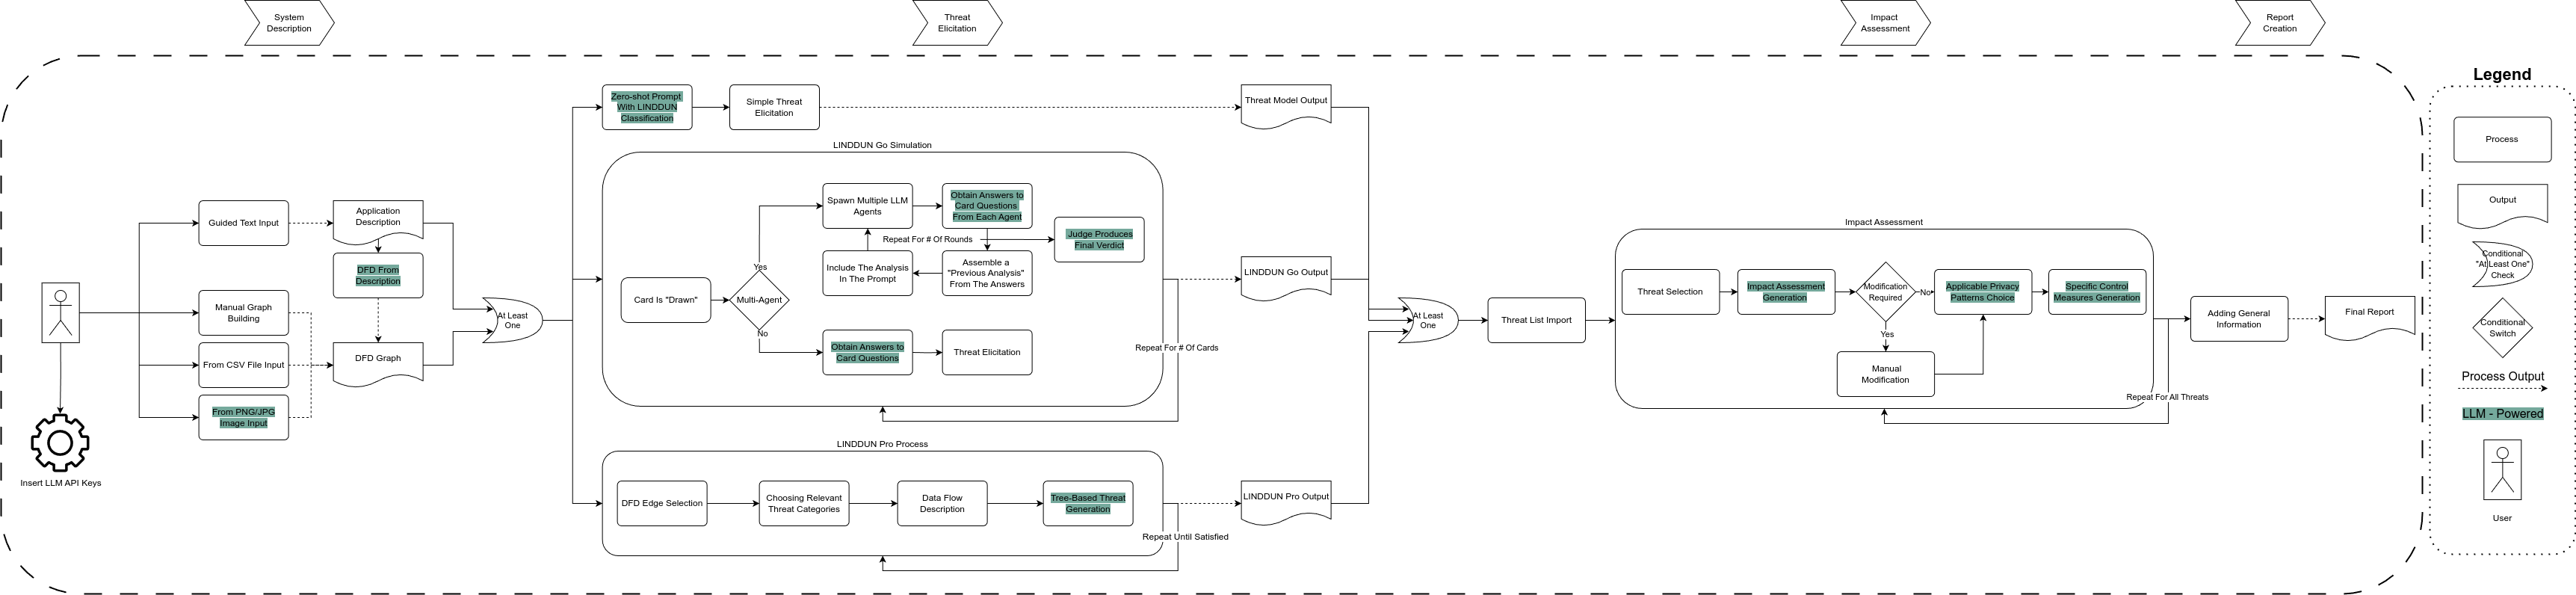 System
Description
Threat
Elicitation
Impact
Assessment
Report
Creation
Guided Text Input
Application
Description
DFD From
Description
Manual Graph
Building
From CSV File Input
DFD Graph
From PNG/JPG
Image Input
Insert LLM API Keys
At Least
One
Zero-shot Prompt
With LINDDUN
Classification
Simple Threat
Elicitation
Threat Model Output
LINDDUN Go Simulation
Card Is "Drawn"
Multi-Agent
Yes
No
Spawn Multiple LLM
Agents
Obtain Answers to
Card Questions
From Each Agent
Repeat For # Of Rounds
Judge Produces
Final Verdict
Include The Analysis
In The Prompt
Assemble a
"Previous Analysis"
From The Answers
Obtain Answers to
Card Questions
Threat Elicitation
Repeat For # Of Cards
LINDDUN Go Output
LINDDUN Pro Process
DFD Edge Selection
Choosing Relevant
Threat Categories
Data Flow
Description
Tree-Based Threat
Generation
Repeat Until Satisfied
LINDDUN Pro Output
At Least
One
Threat List Import
Impact Assessment
Threat Selection
Impact Assessment
Generation
Modification
Required
No
Yes
Manual
Modification
Applicable Privacy
Patterns Choice
Specific Control
Measures Generation
Repeat For All Threats
Adding General
Information
Final Report
Legend
Process
Output
Conditional
"At Least One"
Check
Conditional
Switch
Process Output
LLM - Powered
User